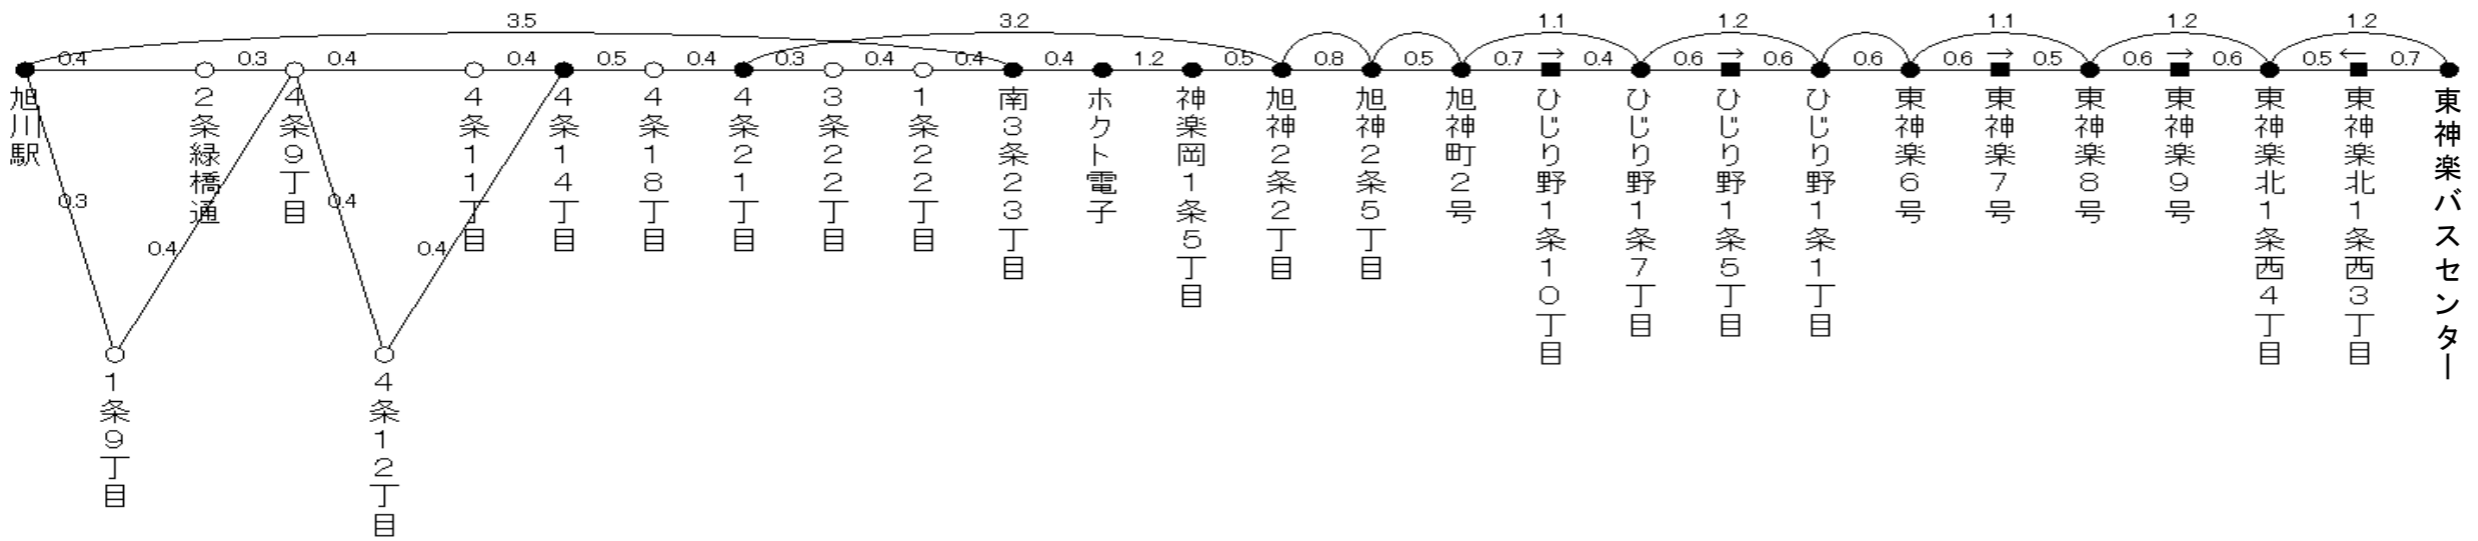 3.5
3.2
1.1
1.2
1.1
1.2
1.2
0.4
0.3
0.4
0.4
0.5
0.4
0.3
0.4
0.4
0.4
1.2
0.5
0.8
0.5
0.7
→
0.4
0.6
→
0.6
0.6
0.6
→
0.5
0.6
→
0.6
0.5
←
0.7
旭川駅
2条緑橋通
4条9丁目
4条11丁目
4条14丁目
4条18丁目
4条21丁目
3条22丁目
1条22丁目
南3条23丁目
ホクト電子
神楽岡1条5丁目
旭神2条2丁目
旭神2条5丁目
旭神町2号
ひじり野1条10丁目
ひじり野1条7丁目
ひじり野1条5丁目
ひじり野1条1丁目
東神楽6号
東神楽7号
東神楽8号
東神楽9号
東神楽北1条西4丁目
東神楽北1条西3丁目
東神楽バスセンター
0.3
0.4
0.4
0.4
1条9丁目
4条12丁目